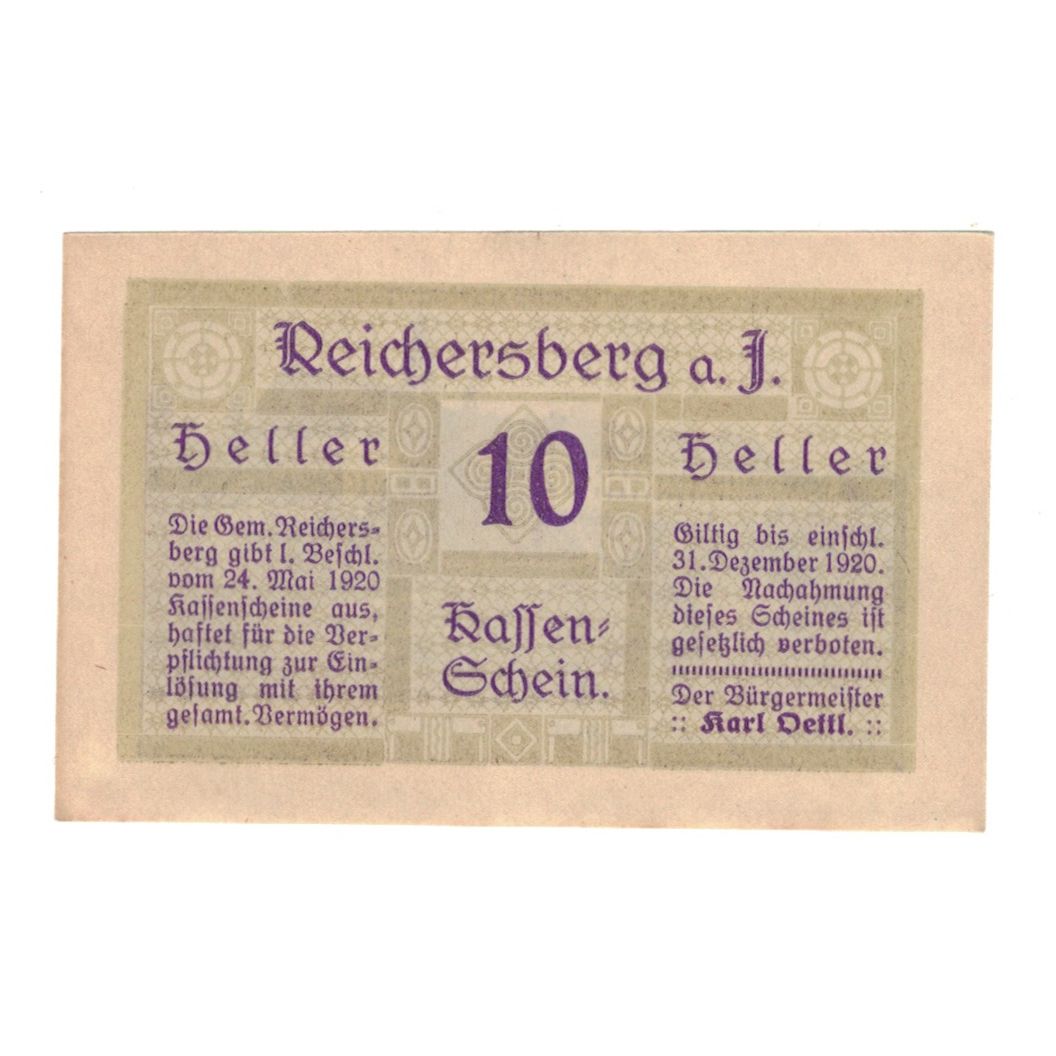 Reichersberg a. J.
Heller
10
Heller
Die Gem. Reichers-
berg gibt l. Beschl.
vom 24. Mai 1920
Kassenscheine aus,
haftet für die Ver-
pflichtung zur Ein-
lösung mit ihrem
gesamt. Vermögen.
Kassen-
Schein.
Giltig bis einschl.
31. Dezember 1920.
Die Nachahmung
dieses Scheines ist
gesetzlich verboten.
Der Bürgermeister
:: Karl Oettl. ::